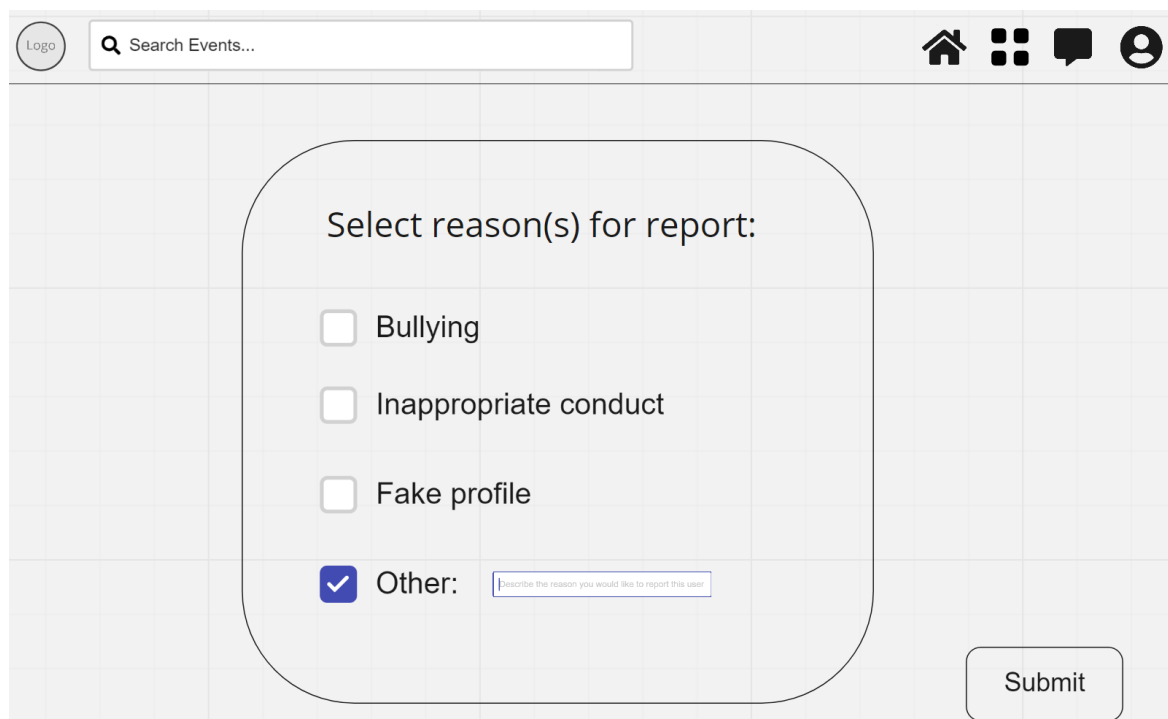 Logo
Search Events...
Select reason(s) for report:
Bullying
Inappropriate conduct
Fake profile
Other:
Describe the reason you would like to report this user
Submit